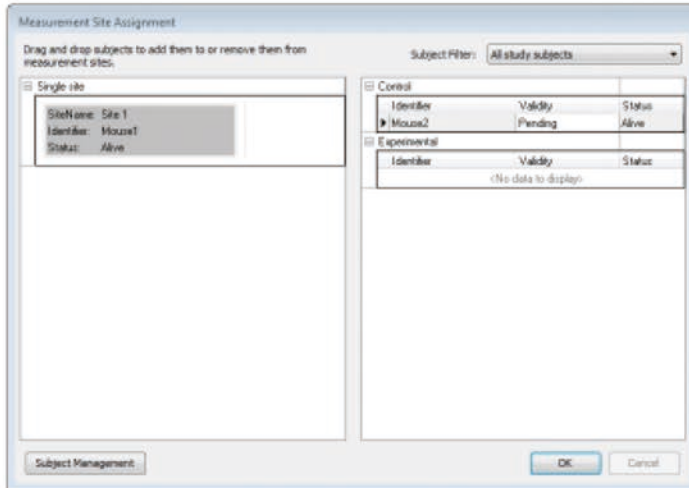 Measurement Site Assignment
Drag and drop subjects to add them to or remove them from
measurement sites.
Subject Filter: All study subjects
Single site
SiteName: Site 1
Identifier: Mouse1
Status: Alive
Control
Identifier Validity Status
Mouse2 Pending Alive
Experimental
Identifier Validity Status
<No data to display>
Subject Management
OK Cancel